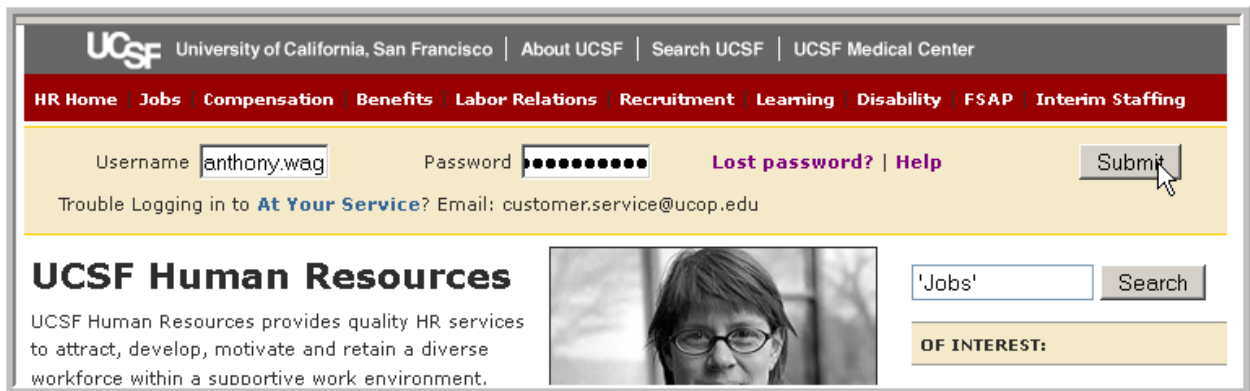 UCSF University of California, San Francisco | About UCSF | Search UCSF | UCSF Medical Center
HR Home | Jobs | Compensation | Benefits | Labor Relations | Recruitment | Learning | Disability | FSAP | Interim Staffing
Username anthony.wag Password Lost password? | Help Submit
Trouble Logging in to At Your Service? Email: customer.service@ucop.edu
UCSF Human Resources
'Jobs' Search
UCSF Human Resources provides quality HR services
to attract, develop, motivate and retain a diverse
workforce within a supportive work environment.
OF INTEREST: